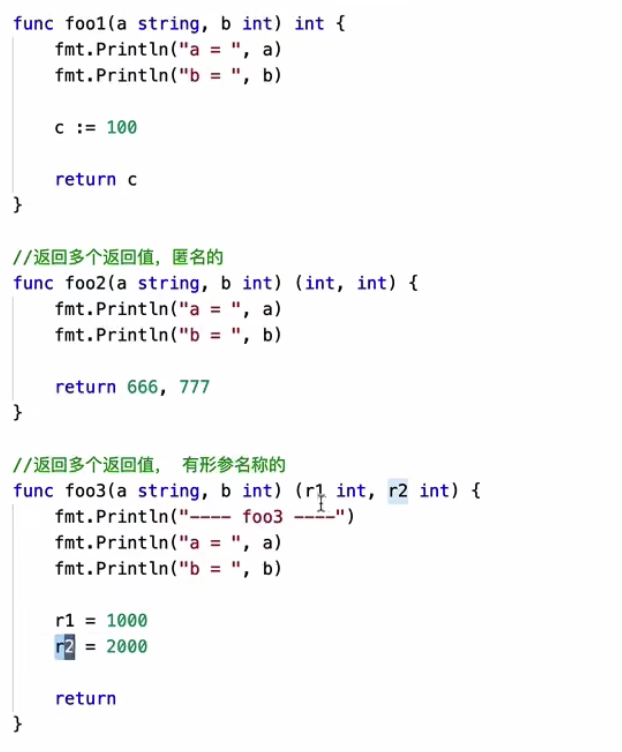 func foo1(a string, b int) int {
    fmt.Println("a = ", a)
    fmt.Println("b = ", b)

    c := 100

    return c
}

//返回多个返回值，匿名的
func foo2(a string, b int) (int, int) {
    fmt.Println("a = ", a)
    fmt.Println("b = ", b)

    return 666, 777
}

//返回多个返回值， 有形参名称的
func foo3(a string, b int) (r1 int, r2 int) {
    fmt.Println("---- foo3 ----")
    fmt.Println("a = ", a)
    fmt.Println("b = ", b)

    r1 = 1000
    r2 = 2000

    return
}